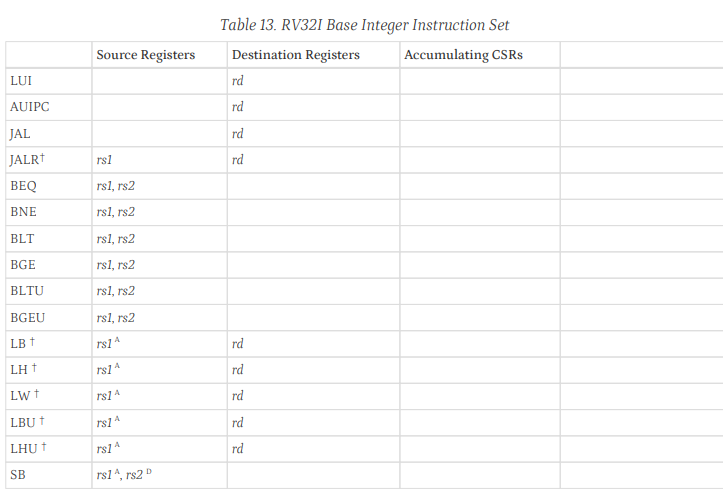 Table 13. RV32I Base Integer Instruction Set
Source Registers Destination Registers Accumulating CSRs
LUI rd
AUIPC rd
JAL rd
JALR† rs1 rd
BEQ rs1, rs2
BNE rs1, rs2
BLT rs1, rs2
BGE rs1, rs2
BLTU rs1, rs2
BGEU rs1, rs2
LB † rs1 A rd
LH † rs1 A rd
LW † rs1 A rd
LBU † rs1 A rd
LHU † rs1 A rd
SB rs1 A, rs2 D